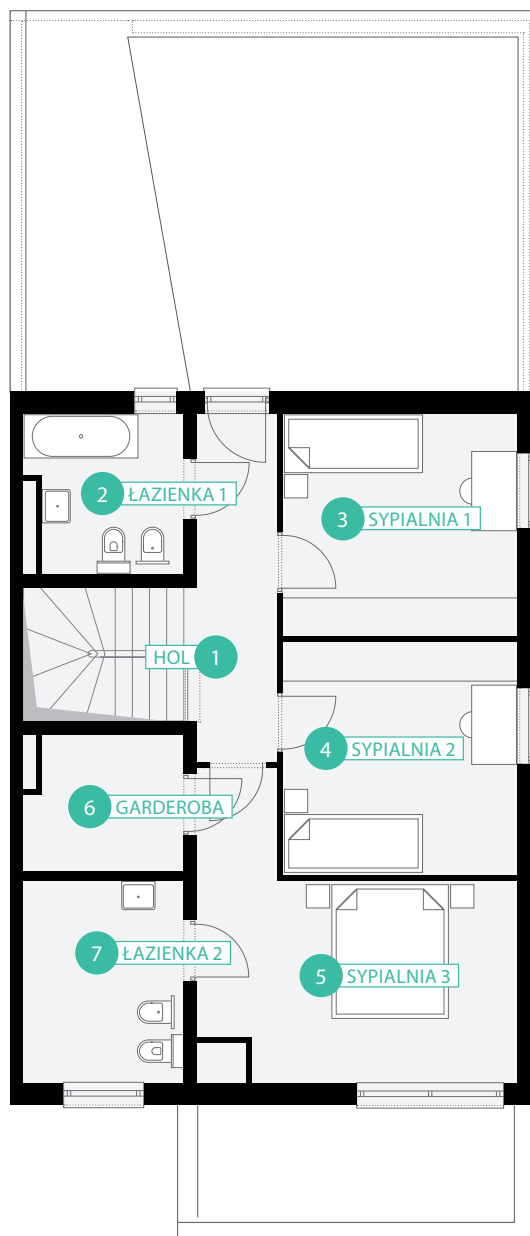 2 ŁAZIENKA 1
3 SYPIALNIA 1
HOL 1
4 SYPIALNIA 2
6 GARDEROBA
7 ŁAZIENKA 2
5 SYPIALNIA 3